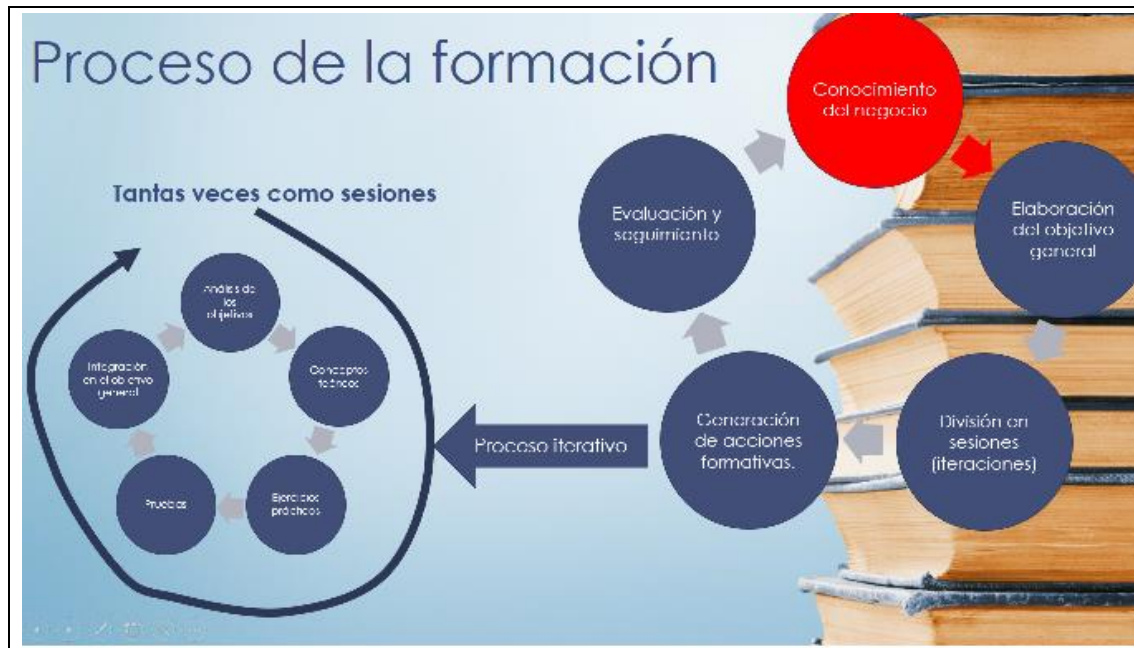 Proceso de la formación
Conocimiento
del negocio
Elaboración
del objetivo
general
División en
sesiones
(iteraciones)
Generación
de acciones
formativas.
Evaluación y
seguimiento
Proceso iterativo
Tantas veces como sesiones
Análisis de
los
objetivos
Conceptos
teóricos
Ejercicios
prácticos
Pruebas
Integración
en el objetivo
general